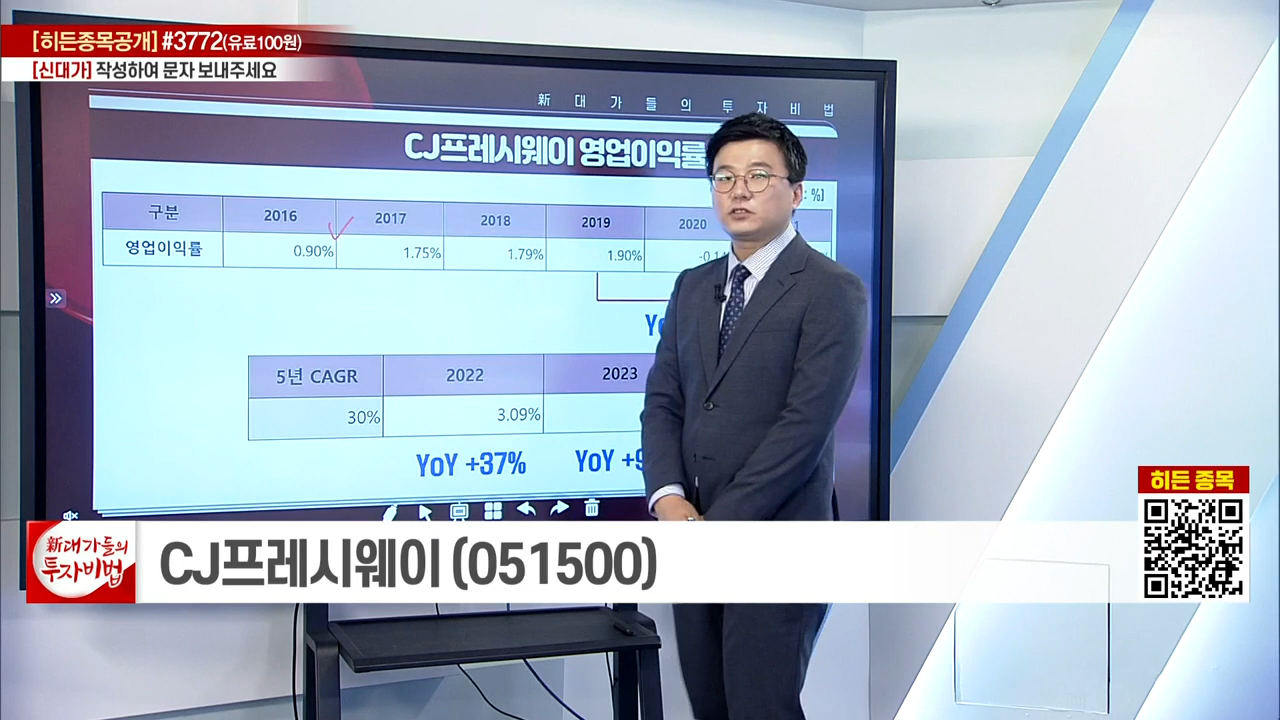 [히든종목공개] #3772(유료100원)
[신대가] 작성하여 문자 보내주세요
新 대 가 들 의 투 자 비 법
CJ프레시웨이 영업이익률
: %]
구분 2016 2017 2018 2019 2020
영업이익률 0.90% 1.75% 1.79% 1.90%
5년 CAGR 2022 2023
30% 3.09%
YoY +37% YoY +9
히든 종목
新대가들의
투자비법
CJ프레시웨이 (051500)